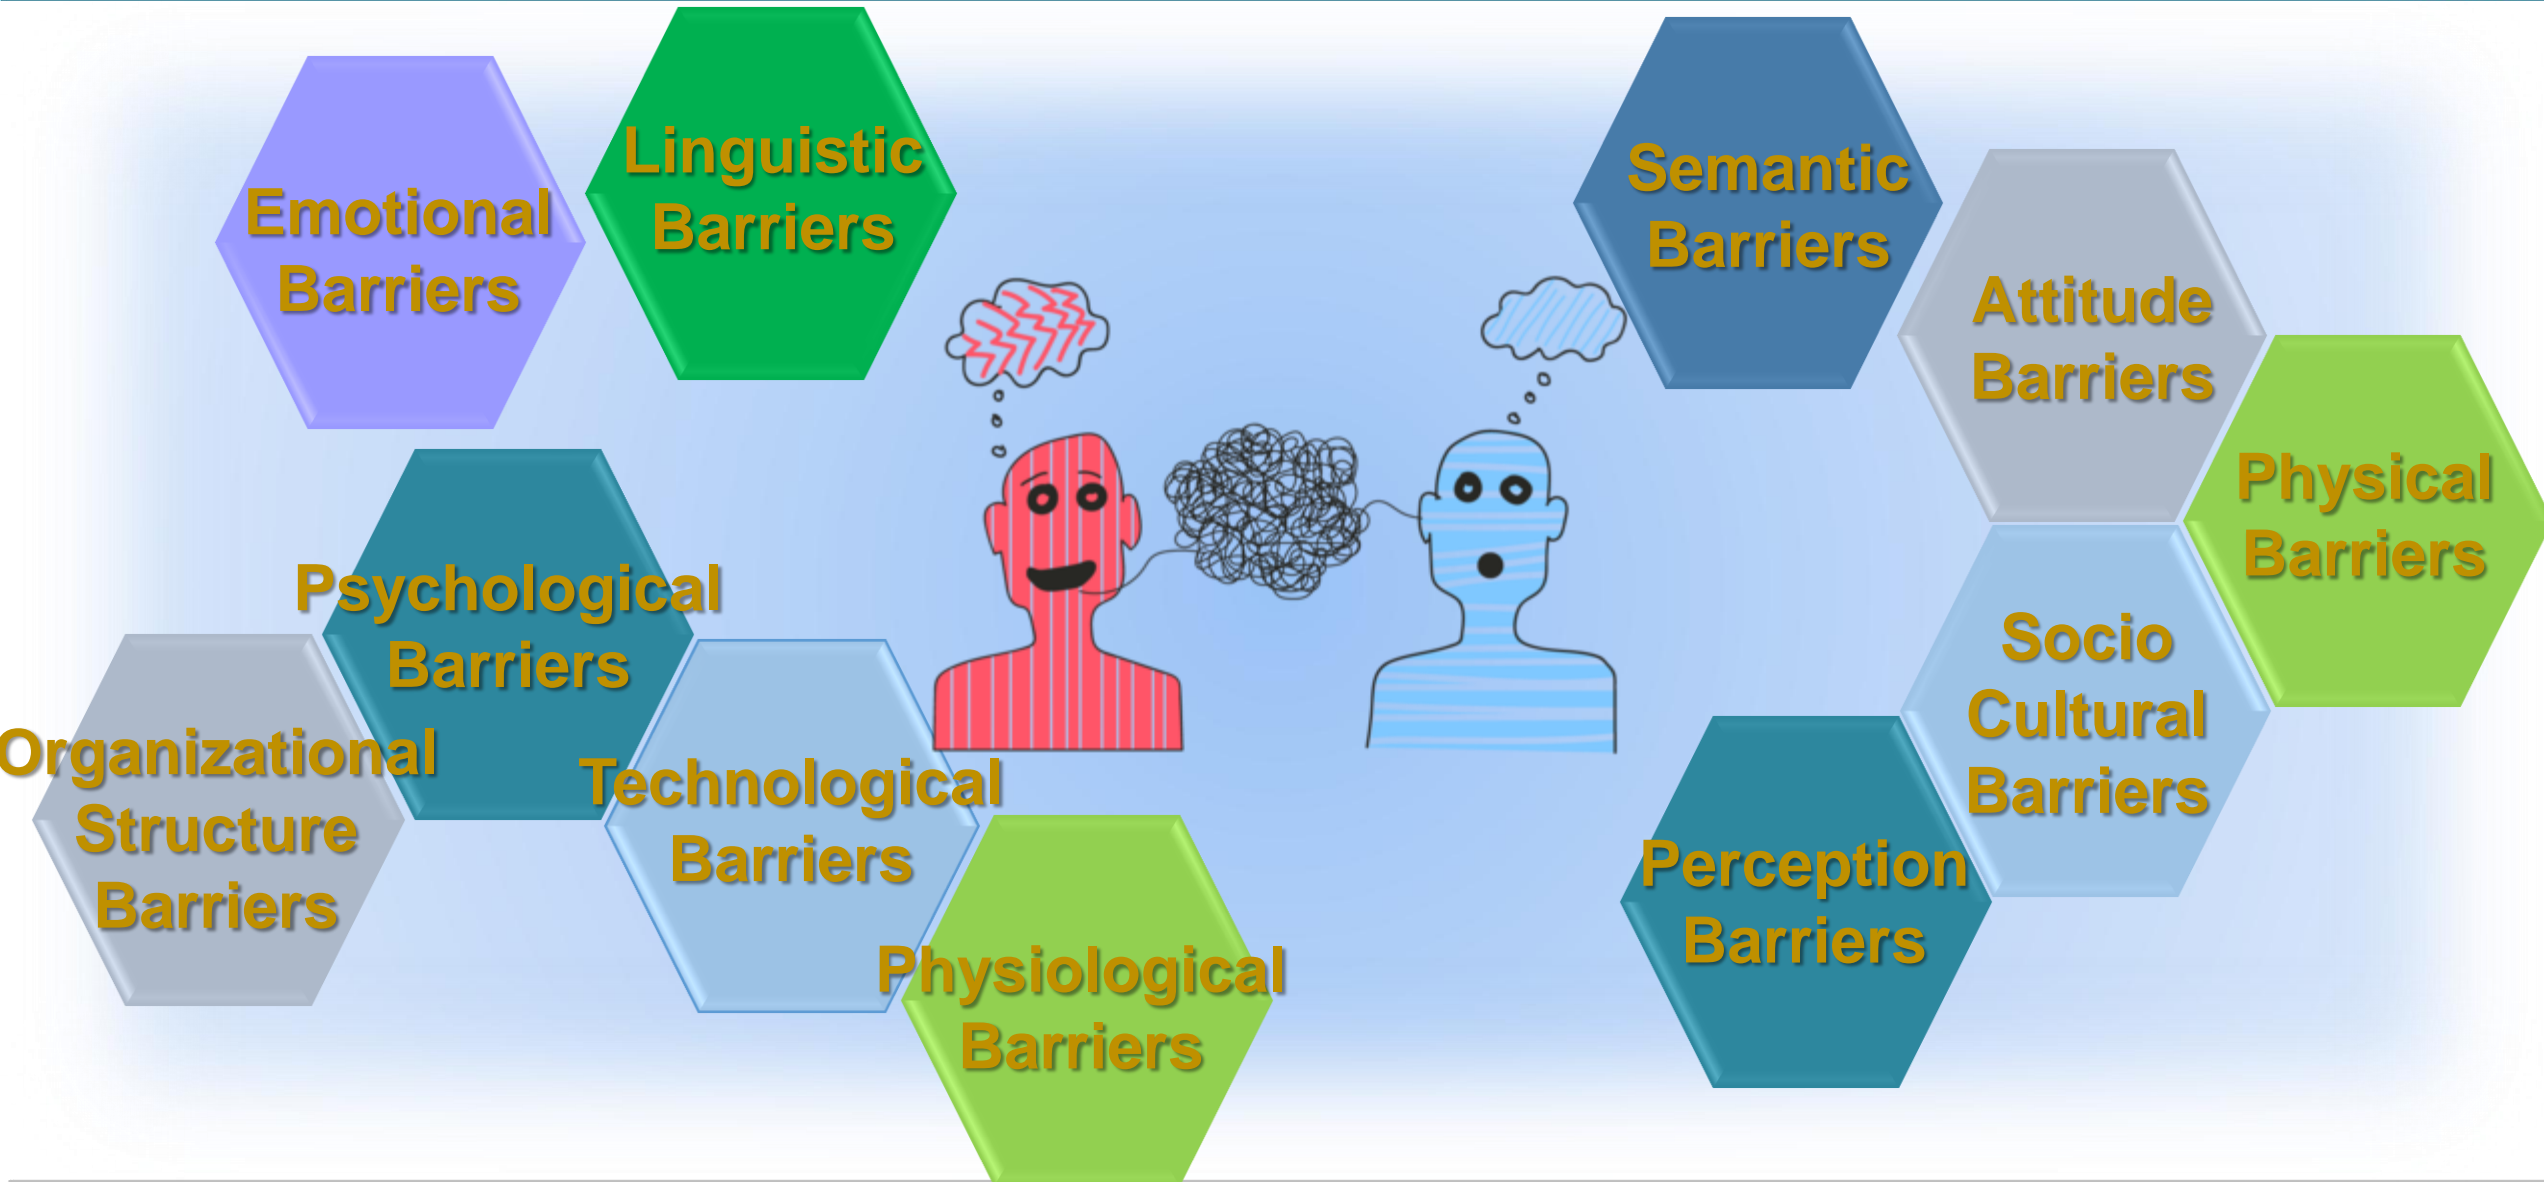 Emotional
Barriers
Linguistic
Barriers
Psychological
Barriers
Organizational
Structure
Barriers
Technological
Barriers
Physiological
Barriers
Semantic
Barriers
Attitude
Barriers
Physical
Barriers
Socio
Cultural
Barriers
Perception
Barriers